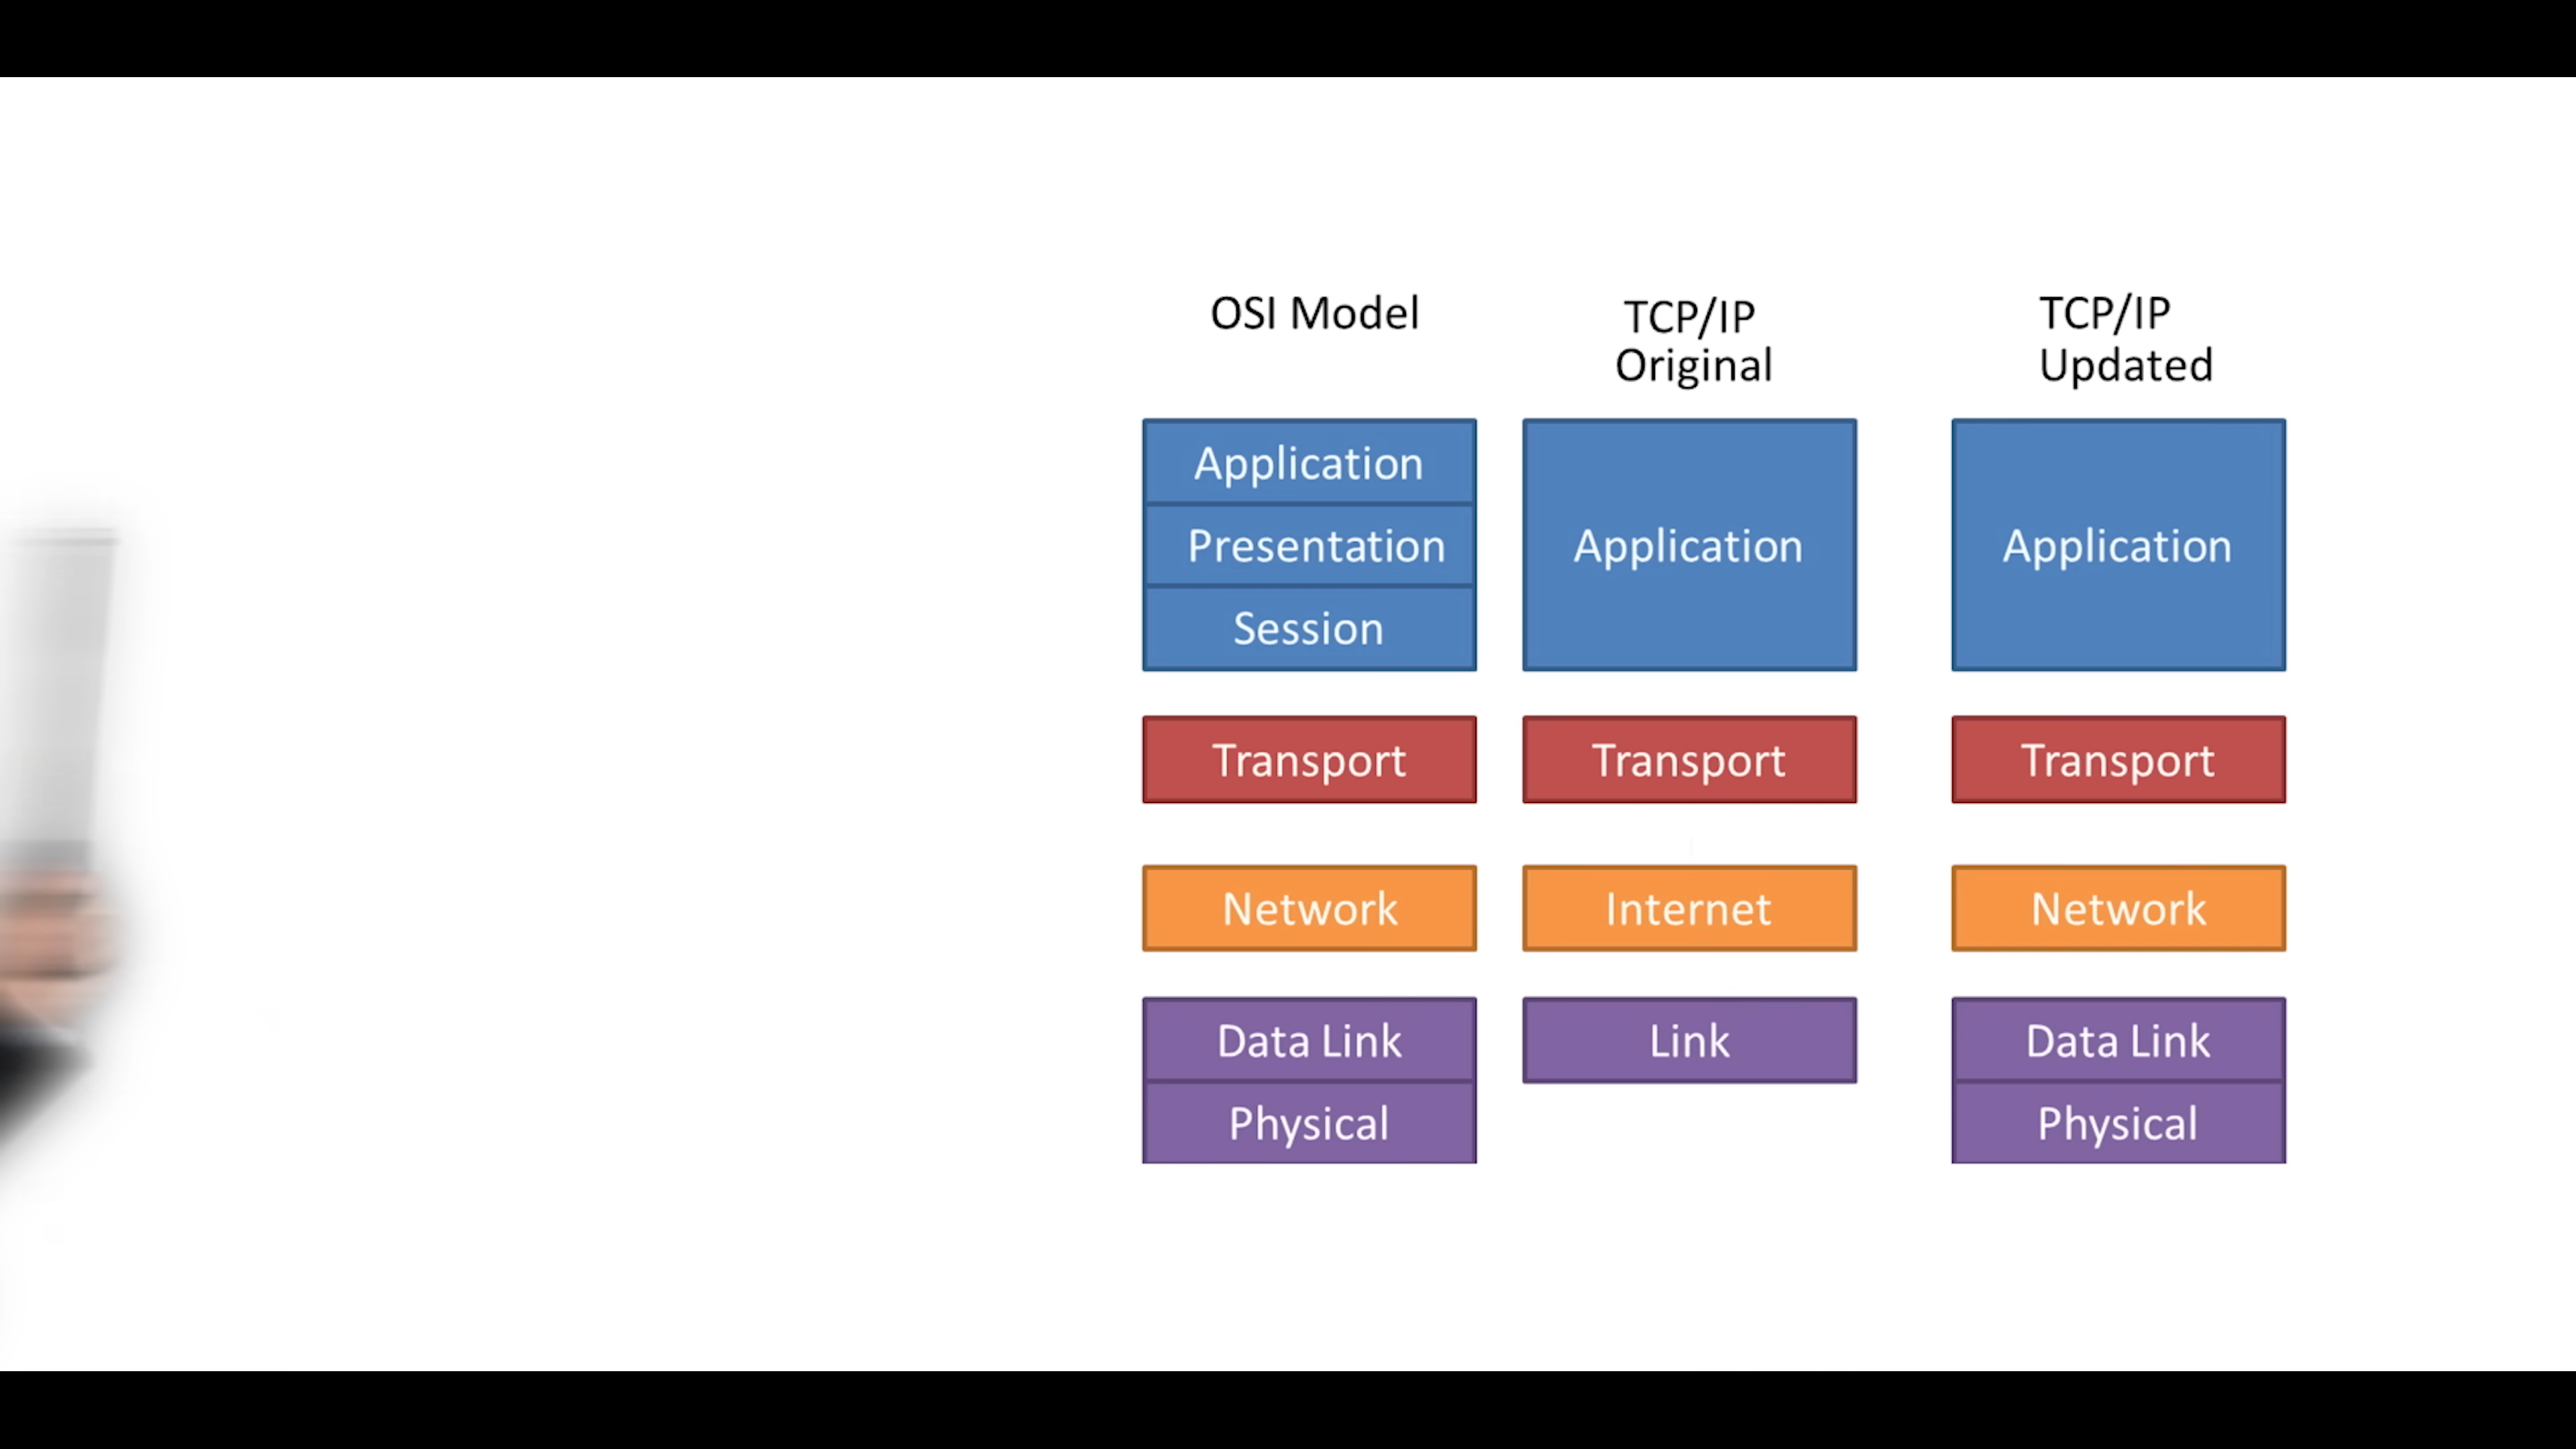 OSI Model
TCP/IP
Original
TCP/IP
Updated
Application
Presentation
Session
Application
Application
Transport
Transport
Transport
Network
Internet
Network
Data Link
Link
Data Link
Physical
Physical